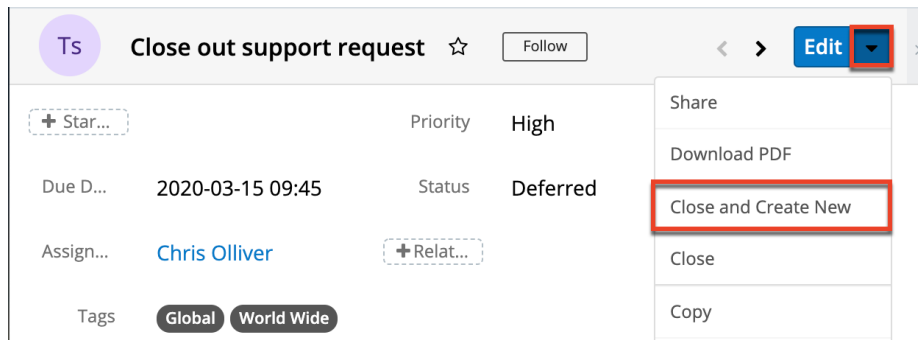 Ts
Close out support request
Follow
Edit
Share
Download PDF
Close and Create New
Close
Copy
Star...
Priority
High
Due D...
2020-03-15 09:45
Status
Deferred
Assign...
Chris Olliver
Relat...
Tags
Global
World Wide